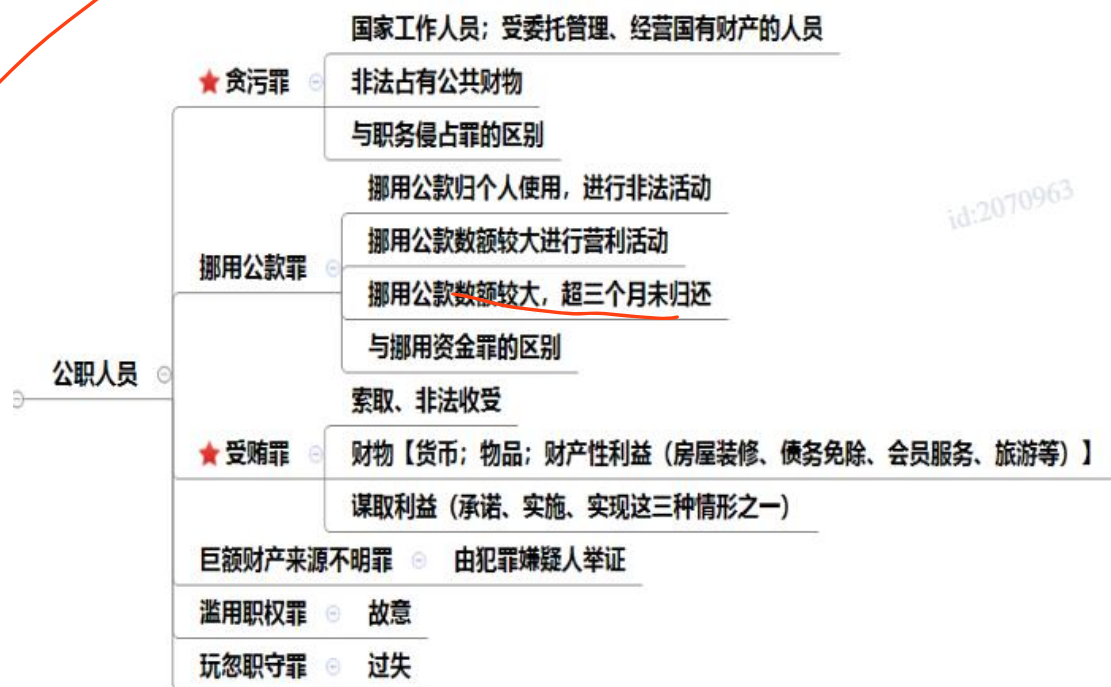 国家工作人员；受委托管理、经营国有财产的人员
贪污罪
非法占有公共财物
与职务侵占罪的区别
挪用公款归个人使用，进行非法活动
挪用公款数额较大进行营利活动
挪用公款罪
挪用公款数额较大，超三个月未归还
与挪用资金罪的区别
公职人员
索取、非法收受
受贿罪
财物【货币；物品；财产性利益（房屋装修、债务免除、会员服务、旅游等）】
谋取利益（承诺、实施、实现这三种情形之一）
巨额财产来源不明罪
由犯罪嫌疑人举证
滥用职权罪
故意
玩忽职守罪
过失
id:2070963